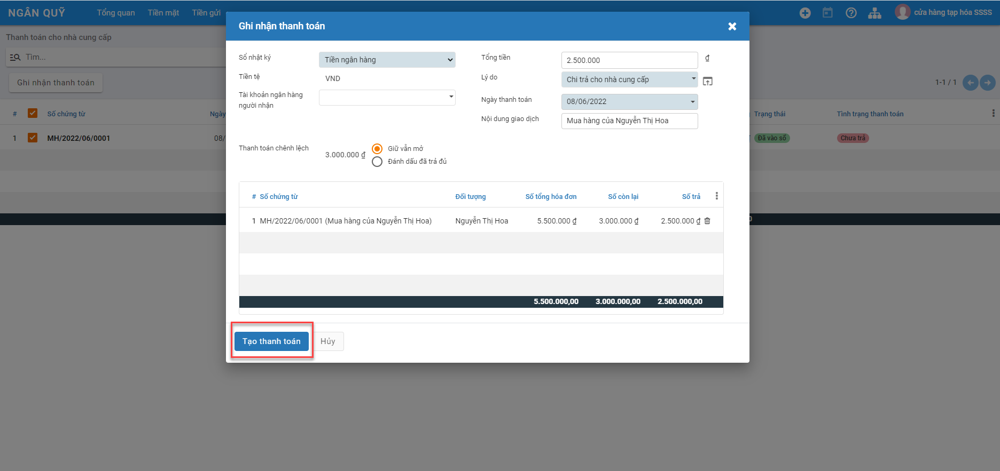 NGÂN QUỸ Tổng quan Tiền mặt Tiền gửi cửa hàng tạp hóa SSSS
Thanh toán cho nhà cung cấp
Tìm...
Ghi nhận thanh toán
1-1 / 1
# Số chứng từ Ngày Trạng thái Tình trạng thanh toán
1 MH/2022/06/0001 08/ Đã vào sổ Chưa trả
Ghi nhận thanh toán
Sổ nhật ký Tiền ngân hàng
Tiền tệ VND
Tài khoản ngân hàng
người nhận
Tổng tiền 2.500.000 ₫
Lý do Chi trả cho nhà cung cấp
Ngày thanh toán 08/06/2022
Nội dung giao dịch Mua hàng của Nguyễn Thị Hoa
Thanh toán chênh lệch 3.000.000 ₫
Giữ vẫn mở
Đánh dấu đã trả đủ
# Số chứng từ Đối tượng Số tổng hóa đơn Số còn lại Số trả
1 MH/2022/06/0001 (Mua hàng của Nguyễn Thị Hoa) Nguyễn Thị Hoa 5.500.000 ₫ 3.000.000 ₫ 2.500.000 ₫
5.500.000,00 3.000.000,00 2.500.000,00
Tạo thanh toán Hủy